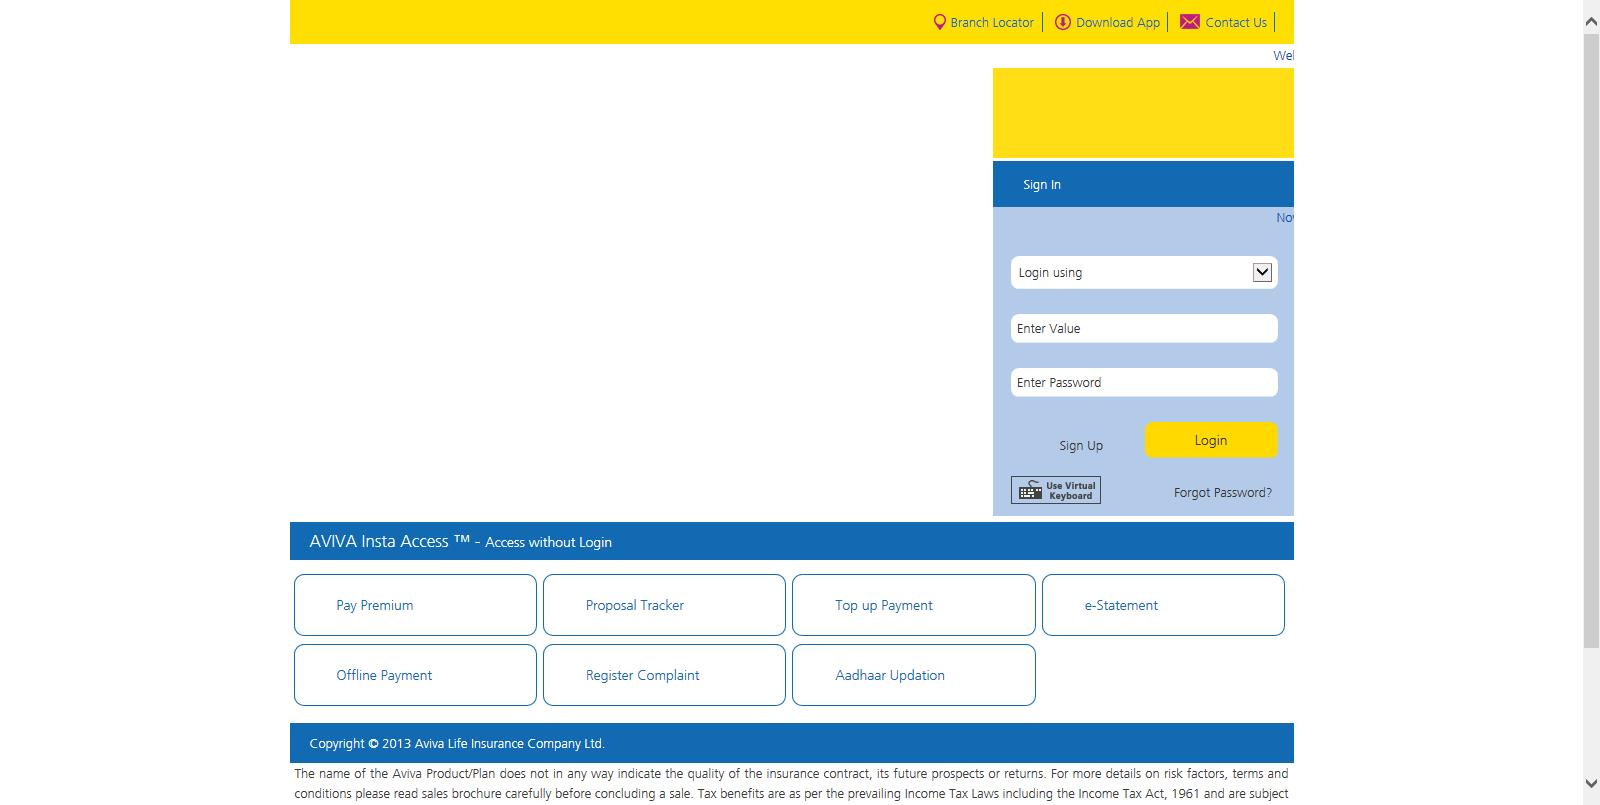 Branch Locator
Download App
Contact Us
Sign In
Login using
Enter Value
Enter Password
Sign Up
Login
Use Virtual
Keyboard
Forgot Password?
AVIVA Insta Access ™ - Access without Login
Pay Premium
Proposal Tracker
Top up Payment
e-Statement
Offline Payment
Register Complaint
Aadhaar Updation
Copyright © 2013 Aviva Life Insurance Company Ltd.
The name of the Aviva Product/Plan does not in any way indicate the quality of the insurance contract, its future prospects or returns. For more details on risk factors, terms and
conditions please read sales brochure carefully before concluding a sale. Tax benefits are as per the prevailing Income Tax Laws including the Income Tax Act, 1961 and are subject